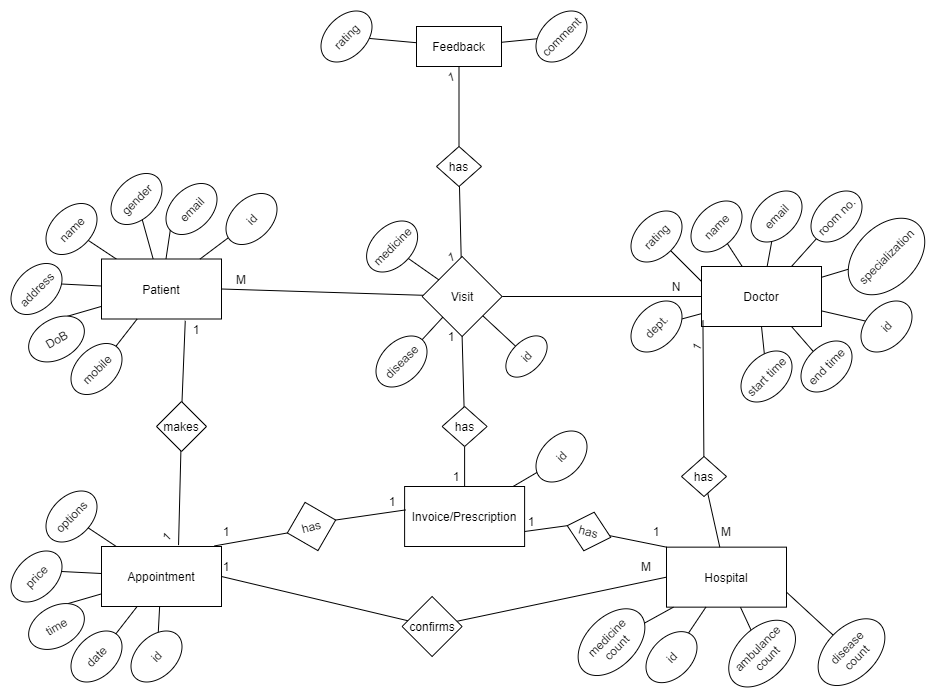 rating
Feedback
comment
1
has
name
gender
email
id
address
Patient
DoB
mobile
M
1
medicine
1
Visit
1
disease
id
N
rating
name
email
room no.
specialization
Doctor
dept.
start time
end time
id
1
makes
has
has
1
options
1
price
Appointment
time
date
id
1
has
1
1
Invoice/Prescription
id
1
has
1
M
1
confirms
M
Hospital
medicine
count
id
ambulance
count
disease
count